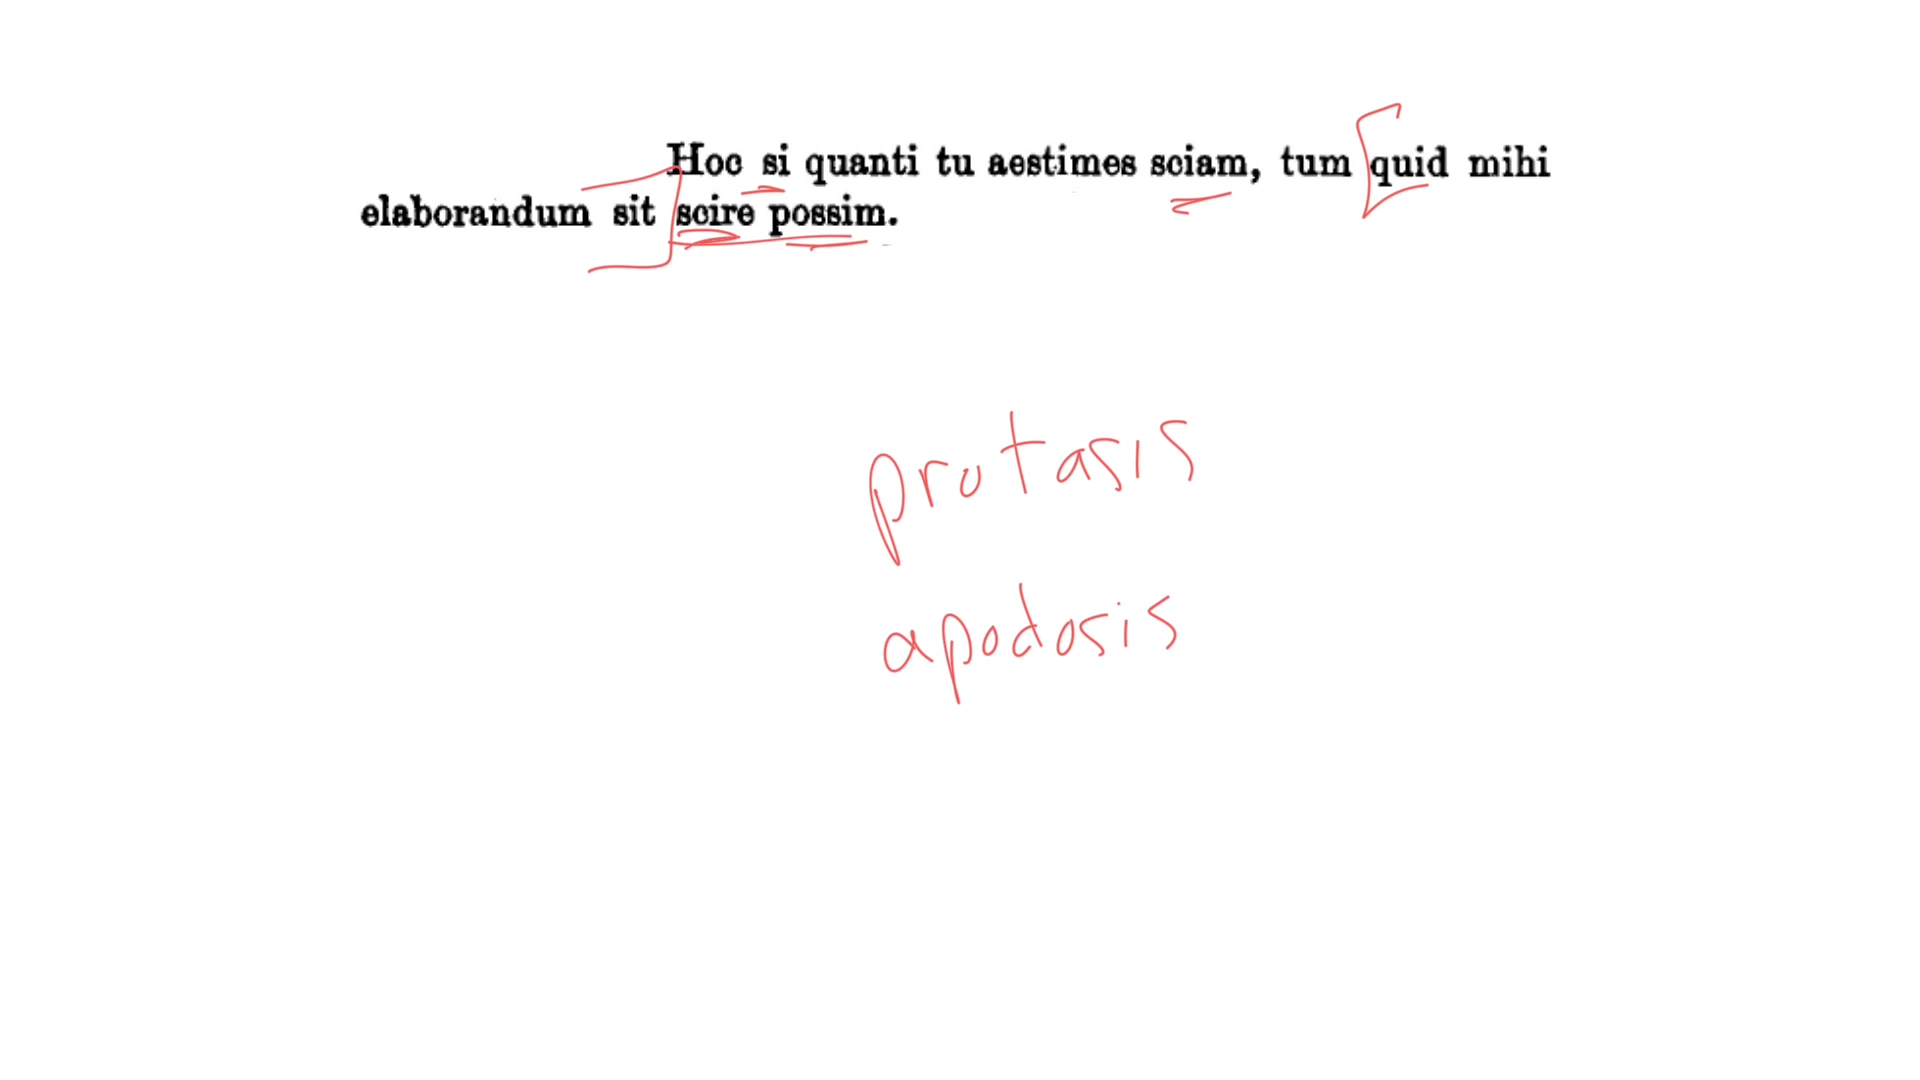 Hoc si quanti tu aestimes sciam, tum quid mihi
elaborandum sit scire possim.
protasis
apodosis